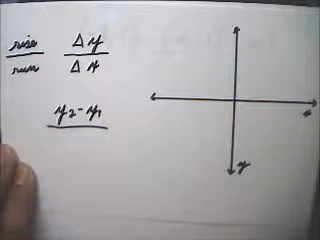 rise Δy
run Δx
y₂-y₁
x
y